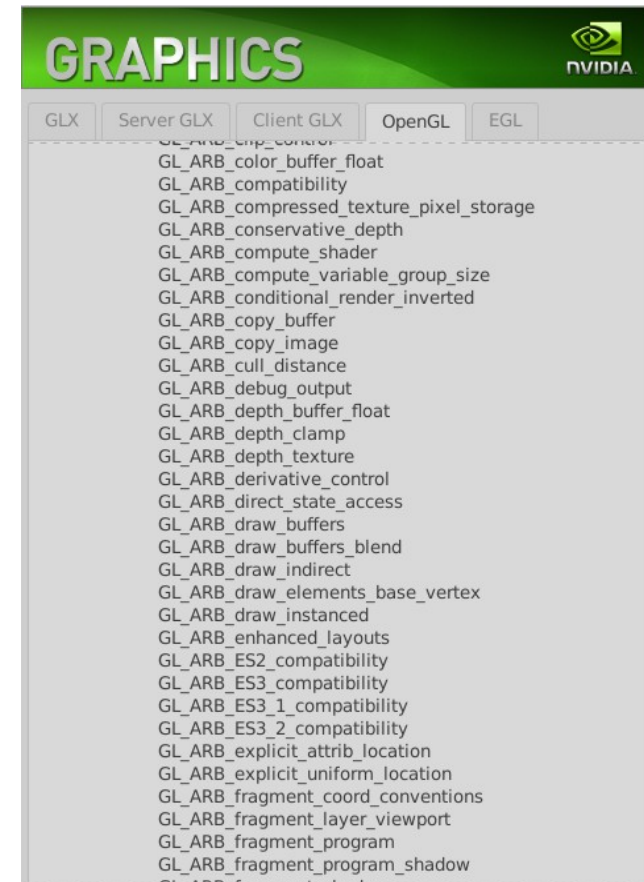 GRAPHICS
NVIDIA.
GLX
Server GLX
Client GLX
OpenGL
EGL
GL_ARB_clip_control
GL_ARB_color_buffer_float
GL_ARB_compatibility
GL_ARB_compressed_texture_pixel_storage
GL_ARB_conservative_depth
GL_ARB_compute_shader
GL_ARB_compute_variable_group_size
GL_ARB_conditional_render_inverted
GL_ARB_copy_buffer
GL_ARB_copy_image
GL_ARB_cull_distance
GL_ARB_debug_output
GL_ARB_depth_buffer_float
GL_ARB_depth_clamp
GL_ARB_depth_texture
GL_ARB_derivative_control
GL_ARB_direct_state_access
GL_ARB_draw_buffers
GL_ARB_draw_buffers_blend
GL_ARB_draw_indirect
GL_ARB_draw_elements_base_vertex
GL_ARB_draw_instanced
GL_ARB_enhanced_layouts
GL_ARB_ES2_compatibility
GL_ARB_ES3_compatibility
GL_ARB_ES3_1_compatibility
GL_ARB_ES3_2_compatibility
GL_ARB_explicit_attrib_location
GL_ARB_explicit_uniform_location
GL_ARB_fragment_coord_conventions
GL_ARB_fragment_layer_viewport
GL_ARB_fragment_program
GL_ARB_fragment_program_shadow